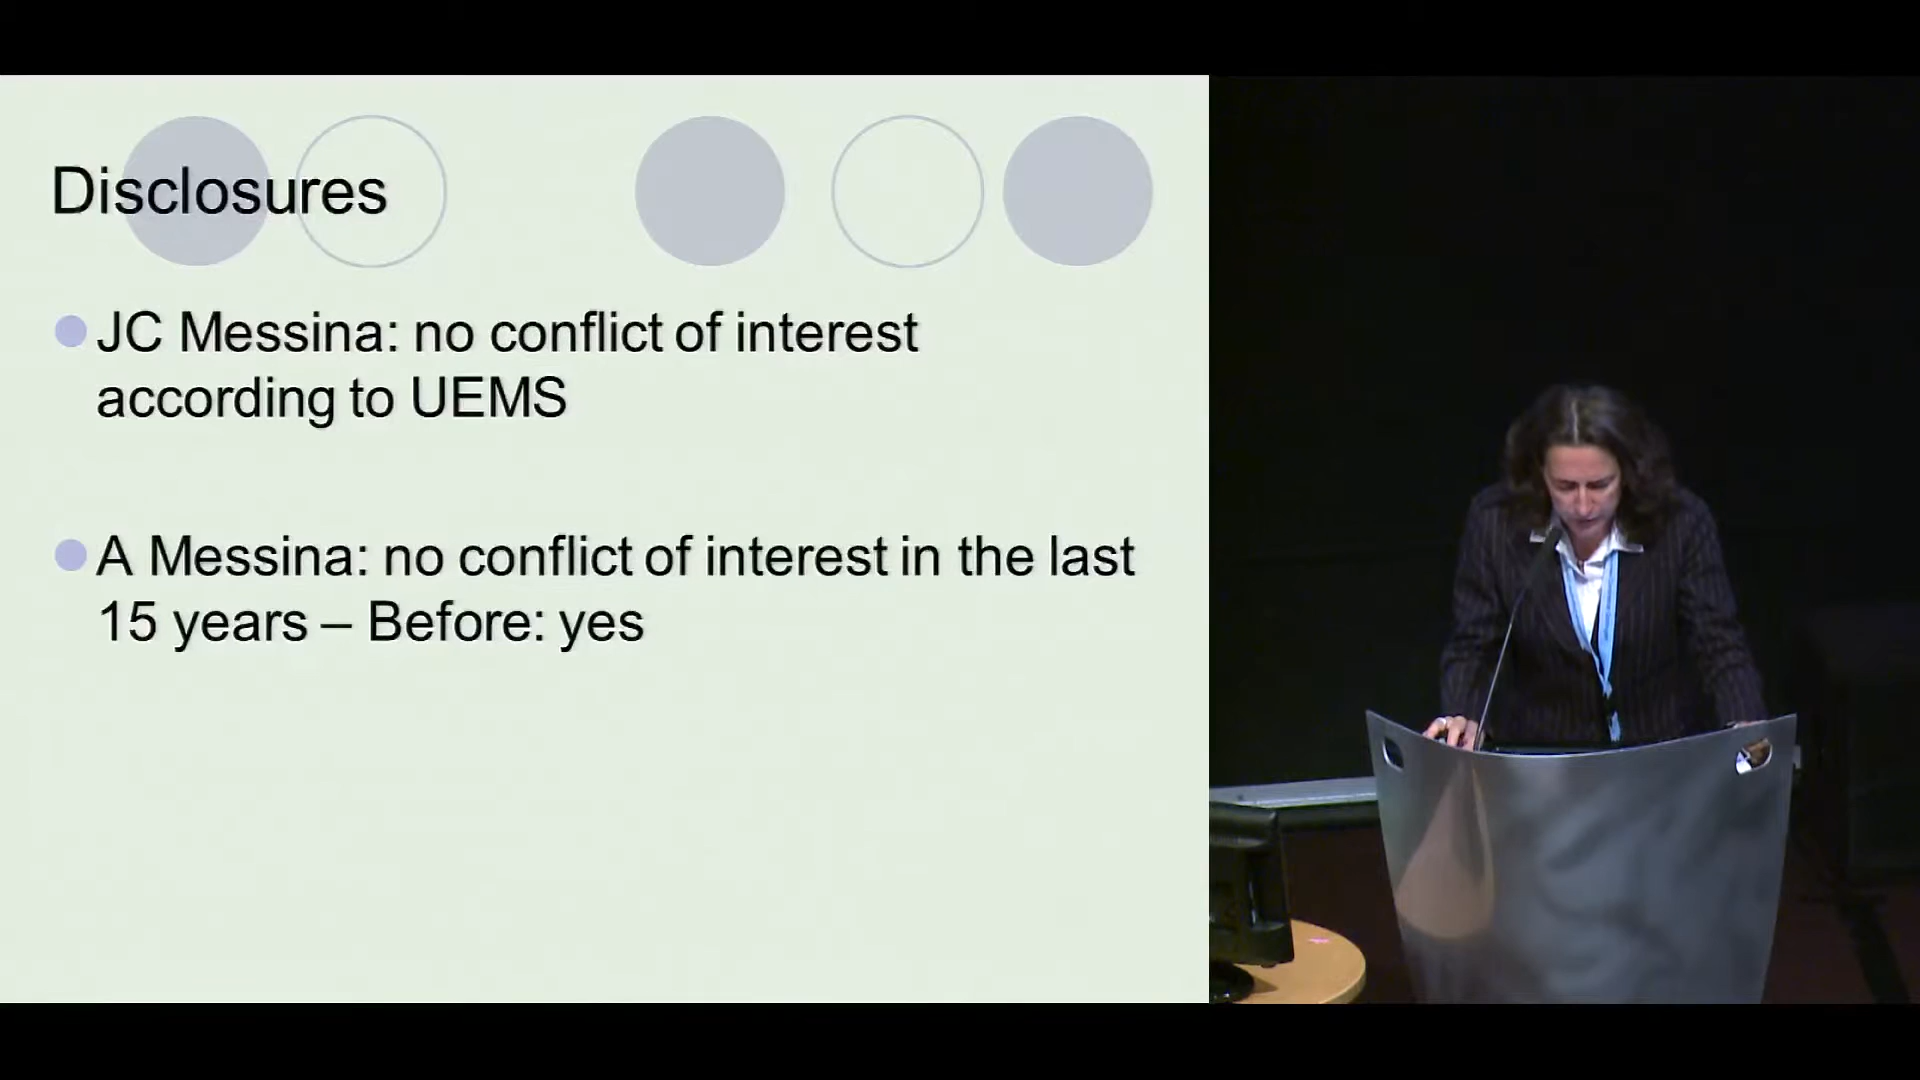 Disclosures
JC Messina: no conflict of interest
according to UEMS
A Messina: no conflict of interest in the last
15 years – Before: yes